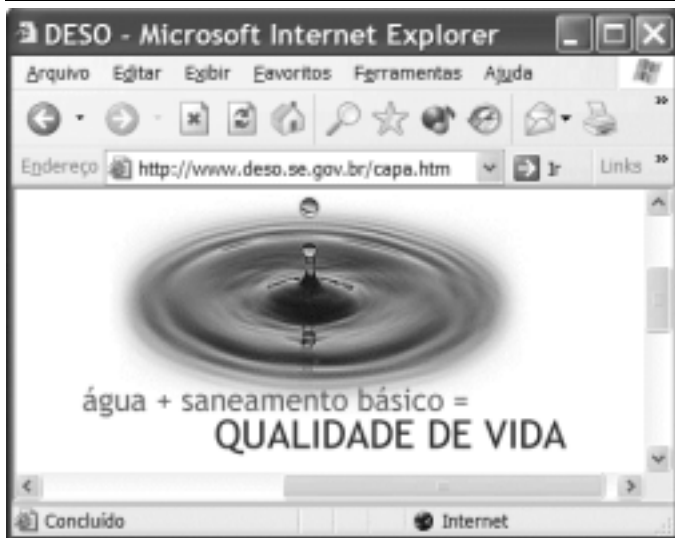 DESO - Microsoft Internet Explorer
Arquivo Editar Exibir Favoritos Ferramentas Ajuda
Endereço http://www.deso.se.gov.br/capa.htm Ir Links
água + saneamento básico =
QUALIDADE DE VIDA
Concluído Internet